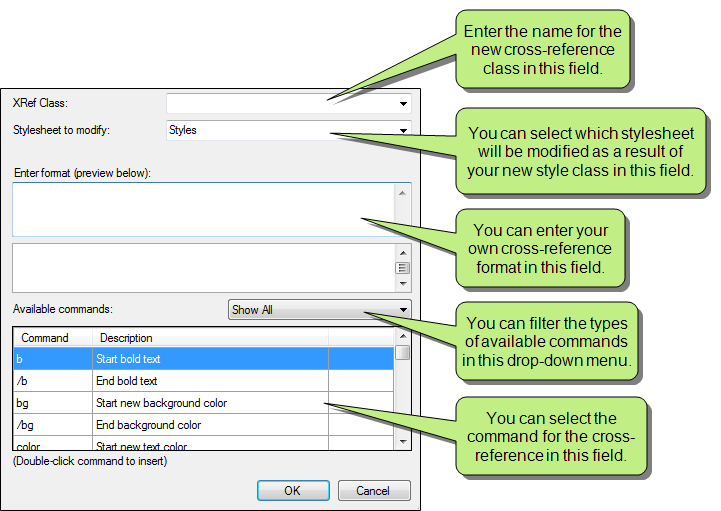 Enter the name for the
new cross-reference
class in this field.
XRef Class:
Stylesheet to modify:
Styles
You can select which stylesheet
will be modified as a result of
your new style class in this field.
Enter format (preview below):
You can enter your
own cross-reference
format in this field.
Available commands:
Show All
You can filter the types
of available commands
in this drop-down menu.
Command Description
b Start bold text
/b End bold text
bg Start new background color
/bg End background color
color Start new text color
You can select the
command for the cross-
reference in this field.
(Double-click command to insert)
OK Cancel